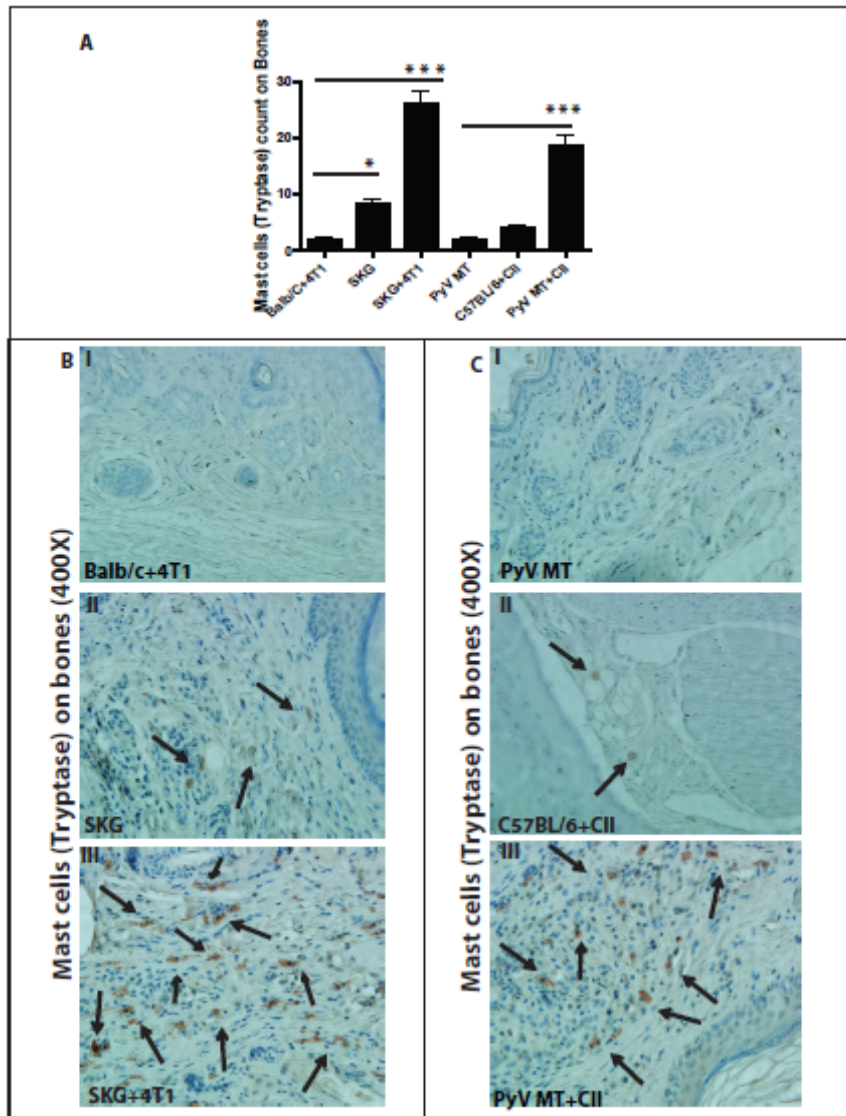 A
Mast cells (Tryptase) count on Bones
30
20
10
0
***
***
*
Balb/C+4T1
SKG
SKG+4T1
PyV MT
C57BL/6+CII
PyV MT+CII
B
Mast cells (Tryptase) on bones (400X)
I
Balb/c+4T1
II
SKG
III
SKG+4T1
C
Mast cells (Tryptase) on bones (400X)
I
PyV MT
II
C57BL/6+CII
III
PyV MT+CII